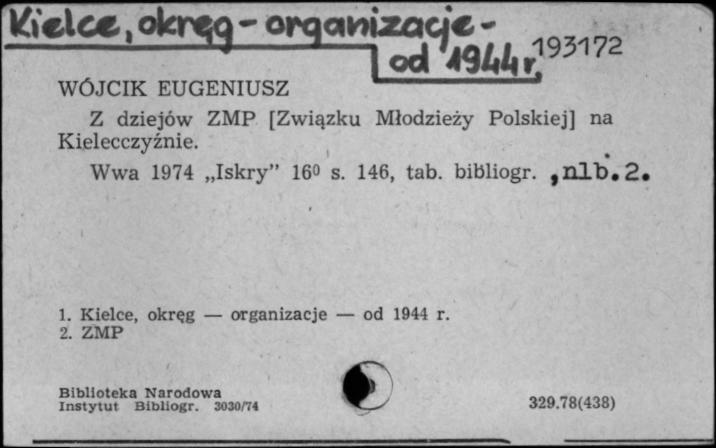 Kielce, okręg - organizacje -
od 1944 r.
193172
WÓJCIK EUGENIUSZ
Z dziejów ZMP [Związku Młodzieży Polskiej] na
Kielecczyźnie.
Wwa 1974 „Iskry” 16⁰ s. 146, tab. bibliogr. , nlb. 2.
1. Kielce, okręg — organizacje — od 1944 r.
2. ZMP
Biblioteka Narodowa
Instytut Bibliogr. 3030/74
329.78(438)